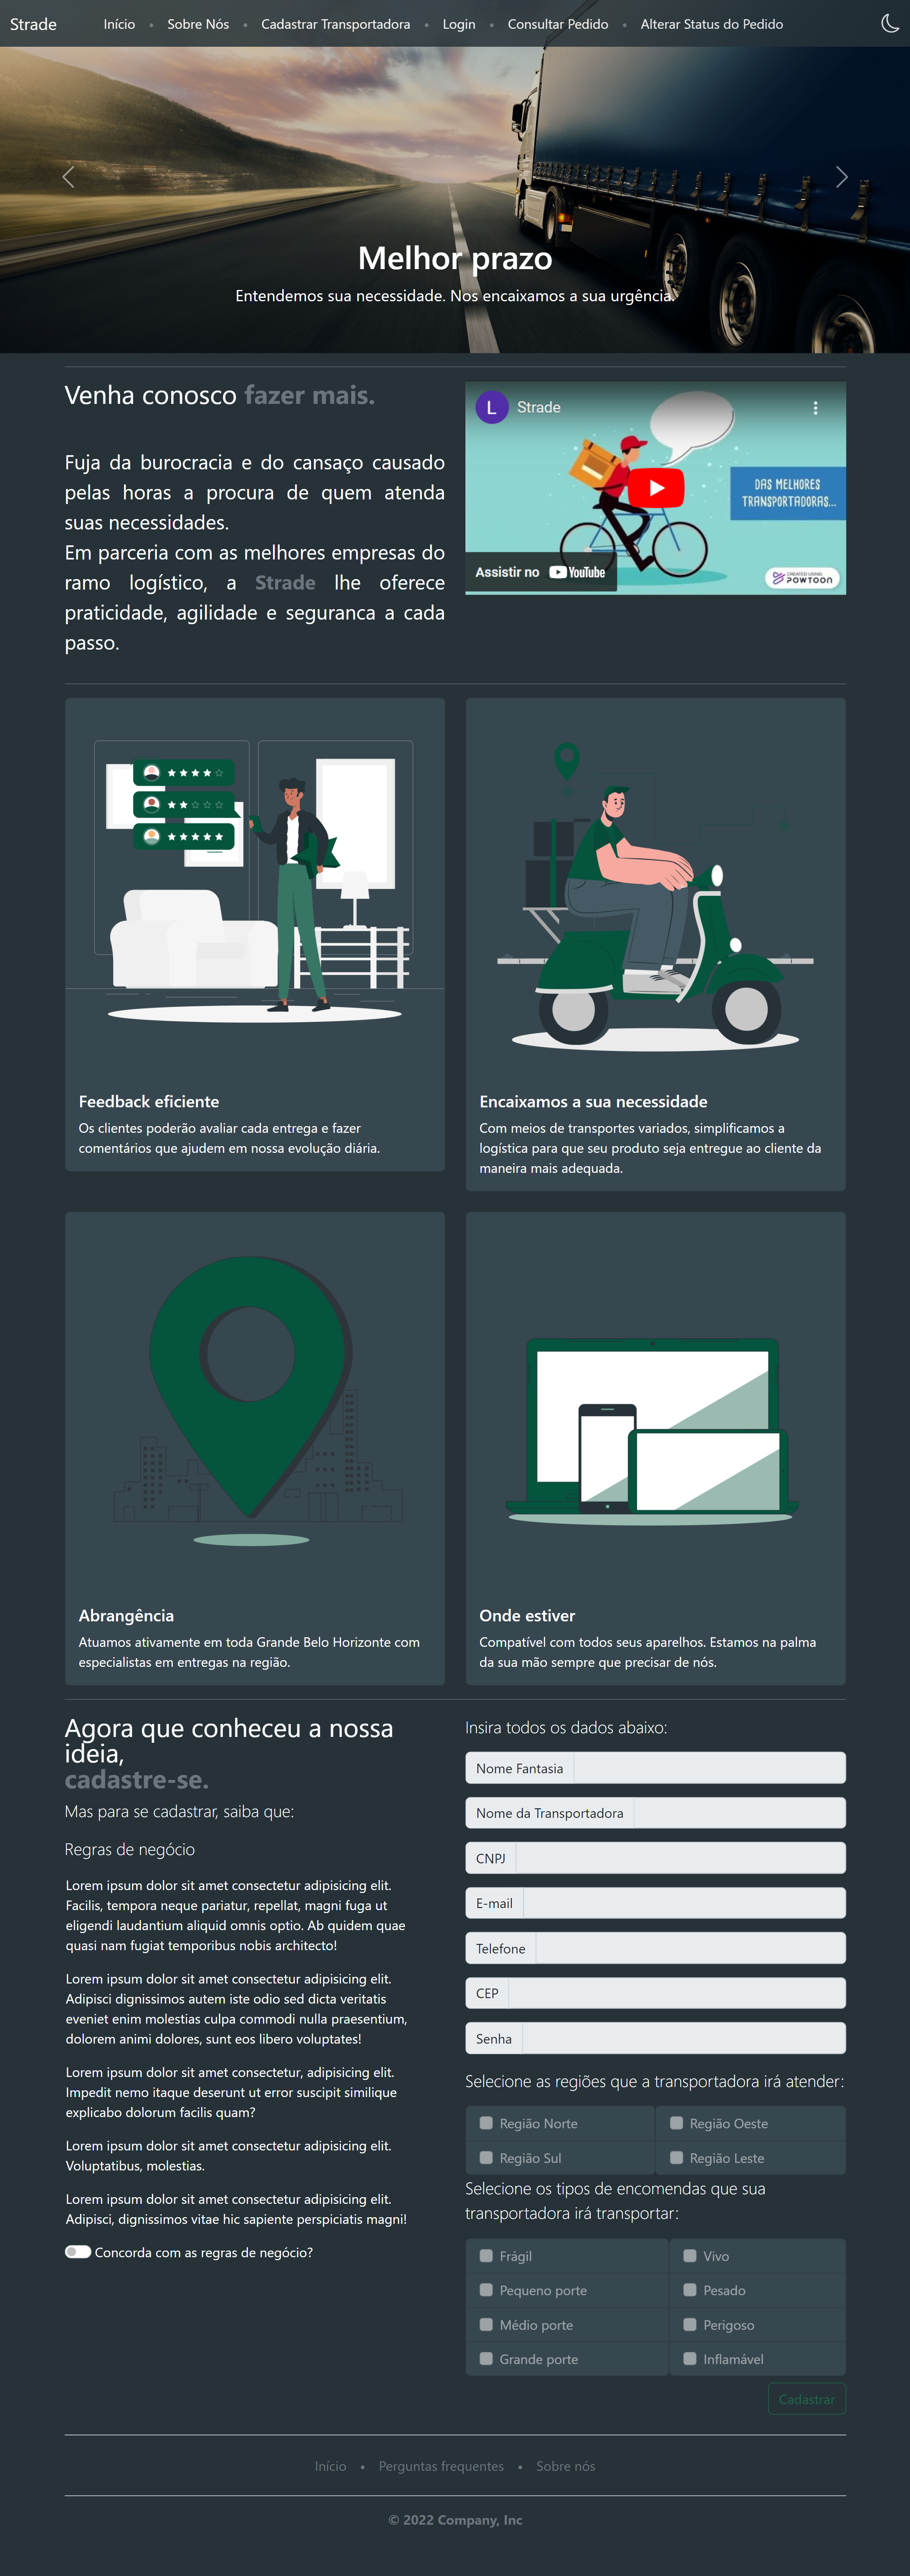 Strade
Início • Sobre Nós • Cadastrar Transportadora • Login • Consultar Pedido • Alterar Status do Pedido
Melhor prazo
Entendemos sua necessidade. Nos encaixamos a sua urgência.
Venha conosco fazer mais.
Fuja da burocracia e do cansaço causado
pelas horas a procura de quem atenda
suas necessidades.
Em parceria com as melhores empresas do
ramo logístico, a Strade lhe oferece
praticidade, agilidade e seguranca a cada
passo.
L Strade
DAS MELHORES
TRANSPORTADORAS...
Assistir no YouTube
CREATED USING
POWTOON
Feedback eficiente
Os clientes poderão avaliar cada entrega e fazer
comentários que ajudem em nossa evolução diária.
Encaixamos a sua necessidade
Com meios de transportes variados, simplificamos a
logística para que seu produto seja entregue ao cliente da
maneira mais adequada.
Abrangência
Atuamos ativamente em toda Grande Belo Horizonte com
especialistas em entregas na região.
Onde estiver
Compatível com todos seus aparelhos. Estamos na palma
da sua mão sempre que precisar de nós.
Agora que conheceu a nossa
ideia,
cadastre-se.
Mas para se cadastrar, saiba que:
Regras de negócio
Lorem ipsum dolor sit amet consectetur adipisicing elit.
Facilis, tempora neque pariatur, repellat, magni fuga ut
eligendi laudantium aliquid omnis optio. Ab quidem quae
quasi nam fugiat temporibus nobis architecto!
Lorem ipsum dolor sit amet consectetur adipisicing elit.
Adipisci dignissimos autem iste odio sed dicta veritatis
eveniet enim molestias culpa commodi nulla praesentium,
dolorem animi dolores, sunt eos libero voluptates!
Lorem ipsum dolor sit amet consectetur, adipisicing elit.
Impedit nemo itaque deserunt ut error suscipit similique
explicabo dolorum facilis quam?
Lorem ipsum dolor sit amet consectetur adipisicing elit.
Voluptatibus, molestias.
Lorem ipsum dolor sit amet consectetur adipisicing elit.
Adipisci, dignissimos vitae hic sapiente perspiciatis magni!
Concorda com as regras de negócio?
Insira todos os dados abaixo:
Nome Fantasia
Nome da Transportadora
CNPJ
E-mail
Telefone
CEP
Senha
Selecione as regiões que a transportadora irá atender:
Região Norte
Região Oeste
Região Sul
Região Leste
Selecione os tipos de encomendas que sua
transportadora irá transportar:
Frágil
Vivo
Pequeno porte
Pesado
Médio porte
Perigoso
Grande porte
Inflamável
Cadastrar
Início • Perguntas frequentes • Sobre nós
© 2022 Company, Inc